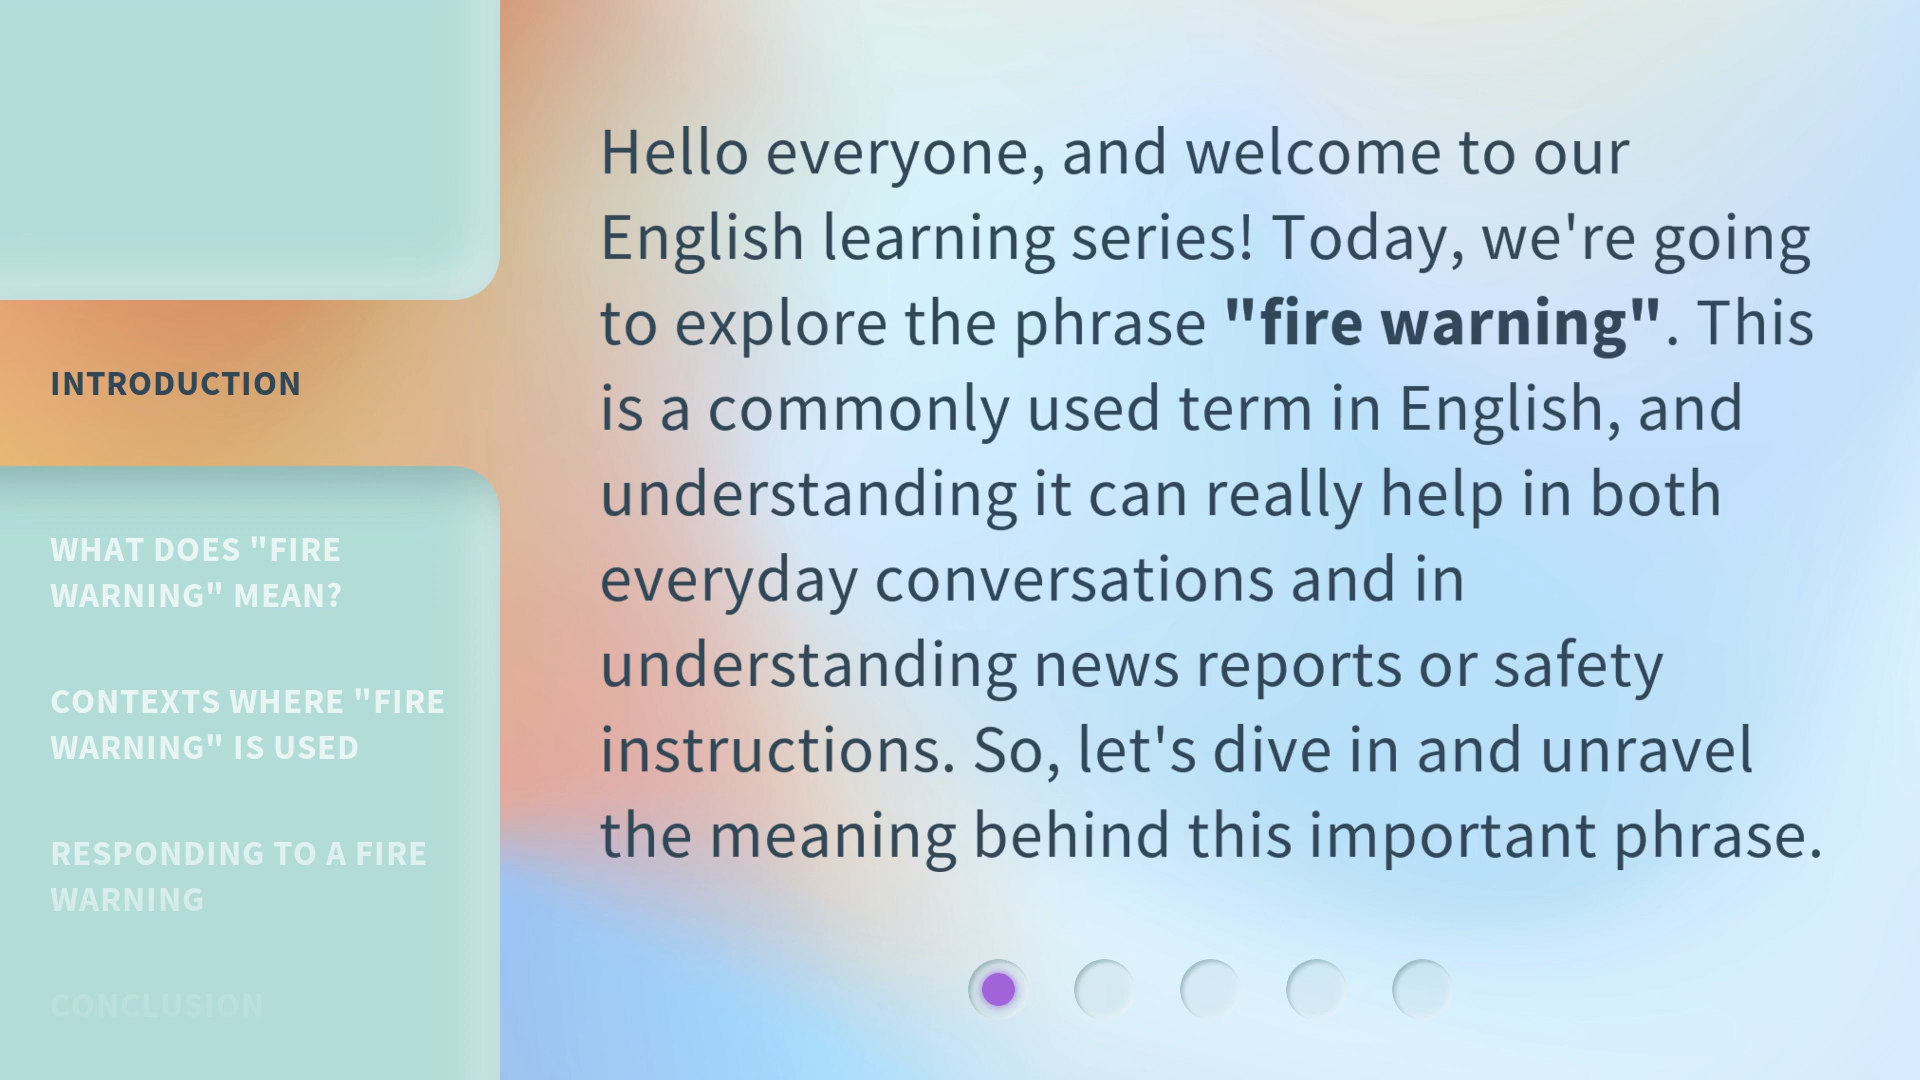 INTRODUCTION
WHAT DOES "FIRE
WARNING" MEAN?
CONTEXTS WHERE "FIRE
WARNING" IS USED
RESPONDING TO A FIRE
WARNING
CONCLUSION
Hello everyone, and welcome to our
English learning series! Today, we're going
to explore the phrase "fire warning". This
is a commonly used term in English, and
understanding it can really help in both
everyday conversations and in
understanding news reports or safety
instructions. So, let's dive in and unravel
the meaning behind this important phrase.